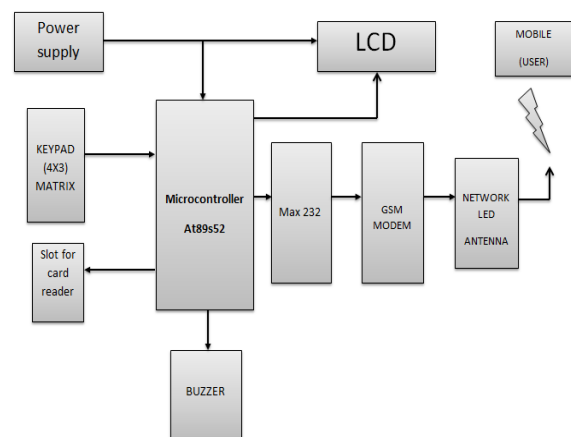 Power
supply
LCD
MOBILE
(USER)
KEYPAD
(4X3)
MATRIX
Microcontroller
At89s52
Max 232
GSM
MODEM
NETWORK
LED
ANTENNA
Slot for
card
reader
BUZZER